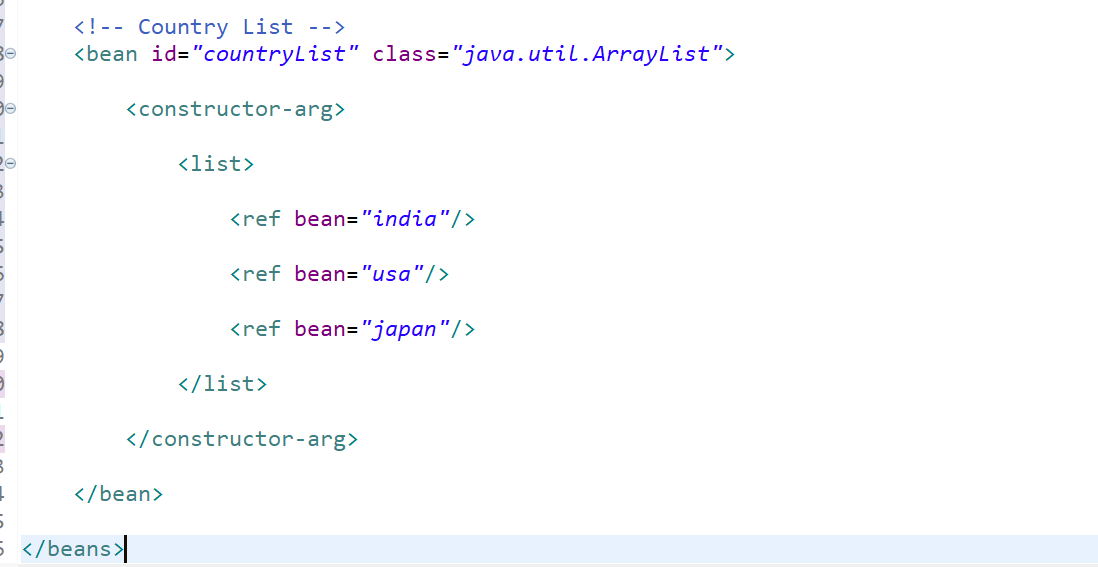 <!-- Country List -->
<bean id="countryList" class="java.util.ArrayList">
<constructor-arg>
<list>
<ref bean="india"/>
<ref bean="usa"/>
<ref bean="japan"/>
</list>
</constructor-arg>
</bean>
</beans>